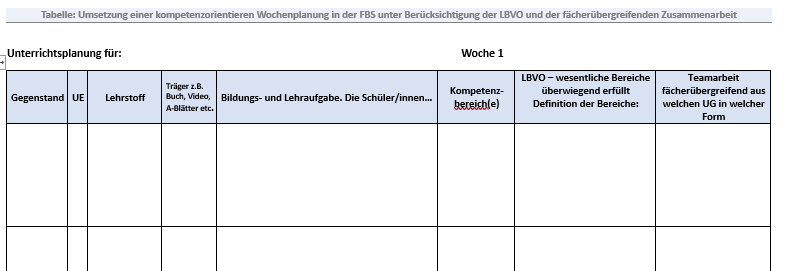 Tabelle: Umsetzung einer kompetenzorientieren Wochenplanung in der FBS unter Berücksichtigung der LBVO und der fächerübergreifenden Zusammenarbeit
Unterrichtsplanung für: Woche 1
Gegenstand
UE
Lehrstoff
Träger z.B.
Buch, Video,
A-Blätter etc.
Bildungs- und Lehraufgabe. Die Schüler/innen...
Kompetenz-
bereich(e)
LBVO – wesentliche Bereiche
überwiegend erfüllt
Definition der Bereiche:
Teamarbeit
fächerübergreifend aus
welchen UG in welcher
Form